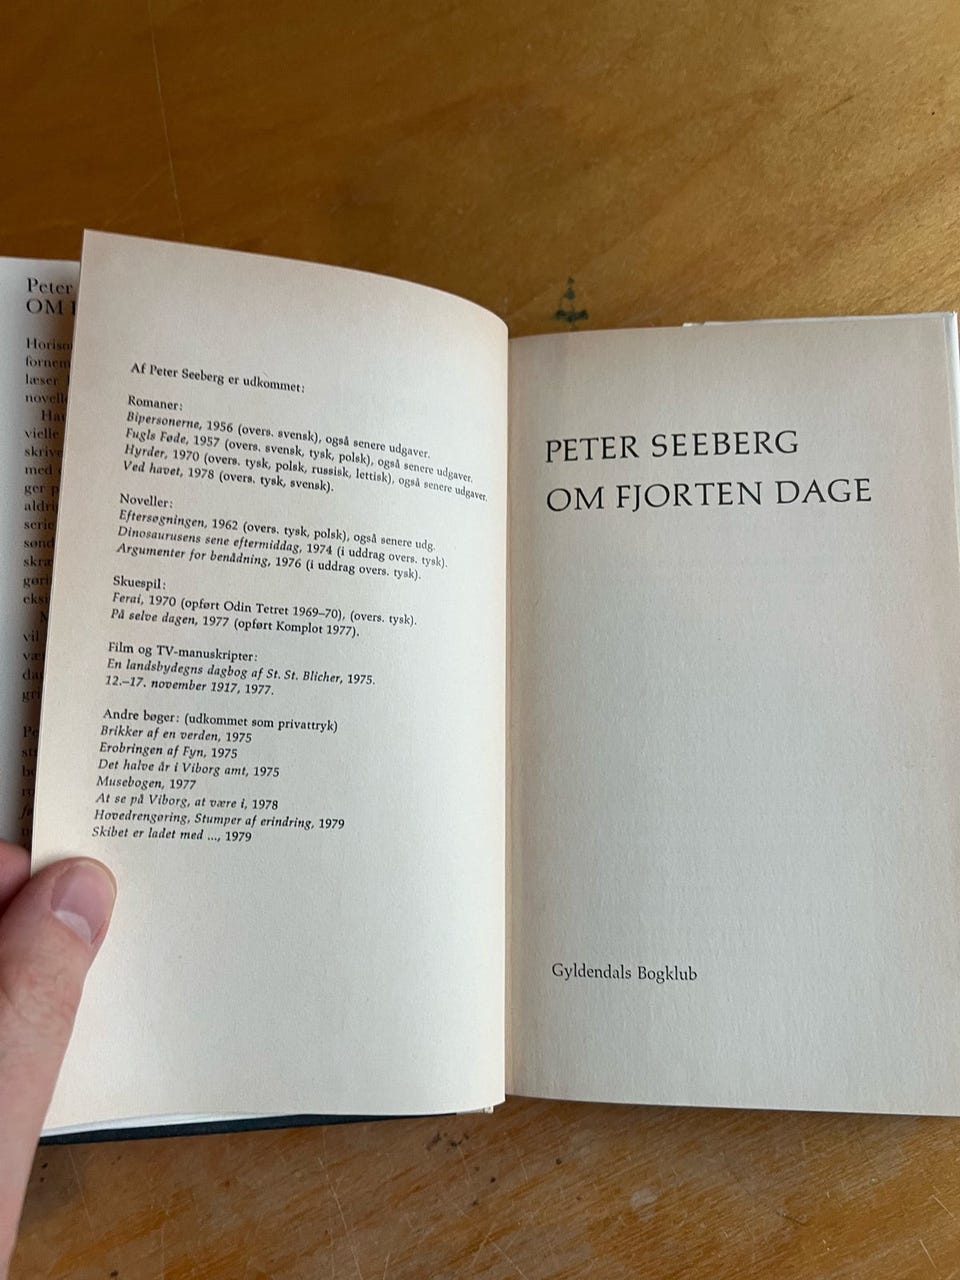 Peter
OM
Af Peter Seeberg er udkommet:
Romaner:
Bipersonerne, 1956 (overs. svensk), også senere udgaver.
Fugls Føde, 1957 (overs. svensk, tysk, polsk), også senere udgaver.
Hyrder, 1970 (overs. tysk, polsk, russisk, lettisk), også senere udgaver.
Ved havet, 1978 (overs. tysk, svensk).
Noveller:
Eftersøgningen, 1962 (overs. tysk, polsk), også senere udg.
Dinosaurusens sene eftermiddag, 1974 (i uddrag overs. tysk).
Argumenter for benådning, 1976 (i uddrag overs. tysk).
Skuespil:
Ferai, 1970 (opført Odin Tetret 1969–70), (overs. tysk).
På selve dagen, 1977 (opført Komplot 1977).
Film og TV-manuskripter:
En landsbydegns dagbog af St. St. Blicher, 1975.
12.–17. november 1917, 1977.
Andre bøger: (udkommet som privattryk)
Brikker af en verden, 1975
Erobringen af Fyn, 1975
Det halve år i Viborg amt, 1975
Musebogen, 1977
At se på Viborg, at være i, 1978
Hovedrengøring, Stumper af erindring, 1979
Skibet er ladet med ..., 1979
PETER SEEBERG
OM FJORTEN DAGE
Gyldendals Bogklub